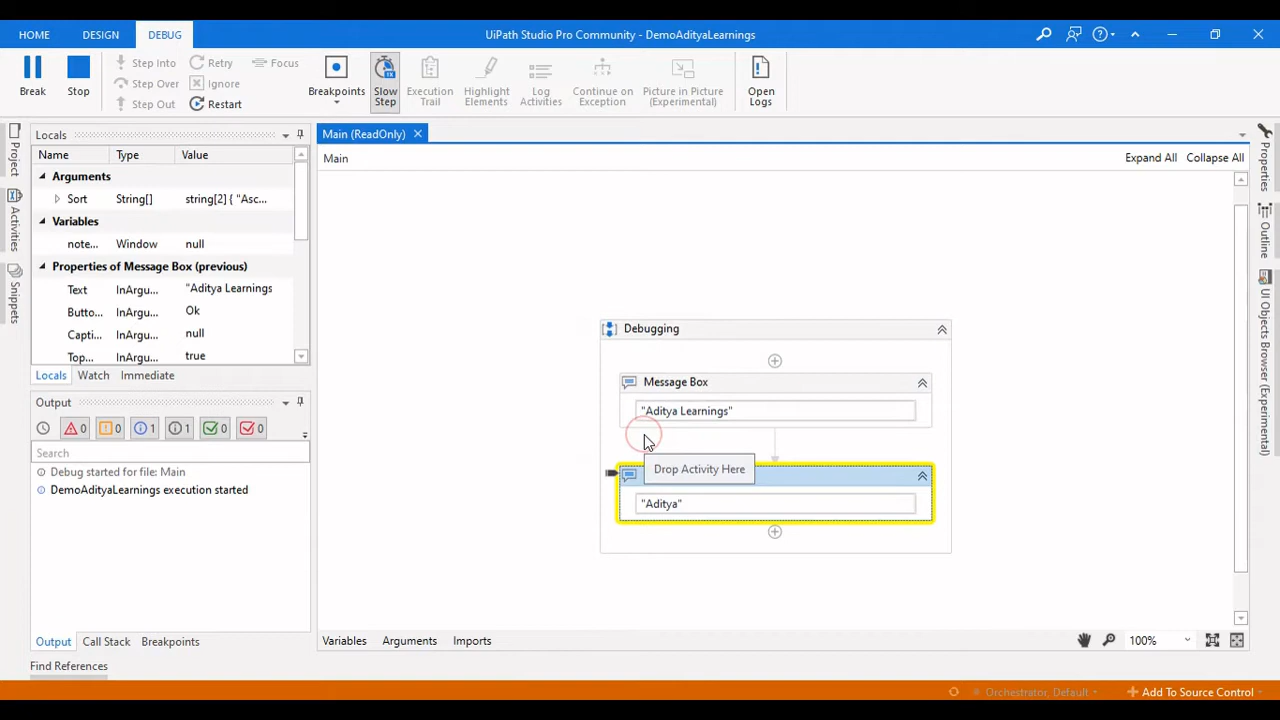 HOME DESIGN DEBUG UiPath Studio Pro Community - DemoAdityaLearnings
Break Stop Step Into Step Over Step Out Retry Ignore Restart Focus Breakpoints Slow Step Execution Trail Highlight Elements Log Activities Continue on Exception Picture in Picture (Experimental) Open Logs
Project
Activities
Snippets
Locals
Name Type Value
Arguments
Sort String[] string[2] { "Asc...
Variables
note... Window null
Properties of Message Box (previous)
Text InArgu... "Aditya Learnings
Butto... InArgu... Ok
Capti... InArgu... null
Top... InArgu... true
Locals Watch Immediate
Output
0 0 1 1 0 0
Search
Debug started for file: Main
DemoAdityaLearnings execution started
Output Call Stack Breakpoints
Find References
Main (ReadOnly)
Main Expand All Collapse All
Debugging
Message Box
"Aditya Learnings"
Drop Activity Here
"Aditya"
Variables Arguments Imports 100%
Properties
Outline
UI Objects Browser (Experimental)
Orchestrator, Default Add To Source Control